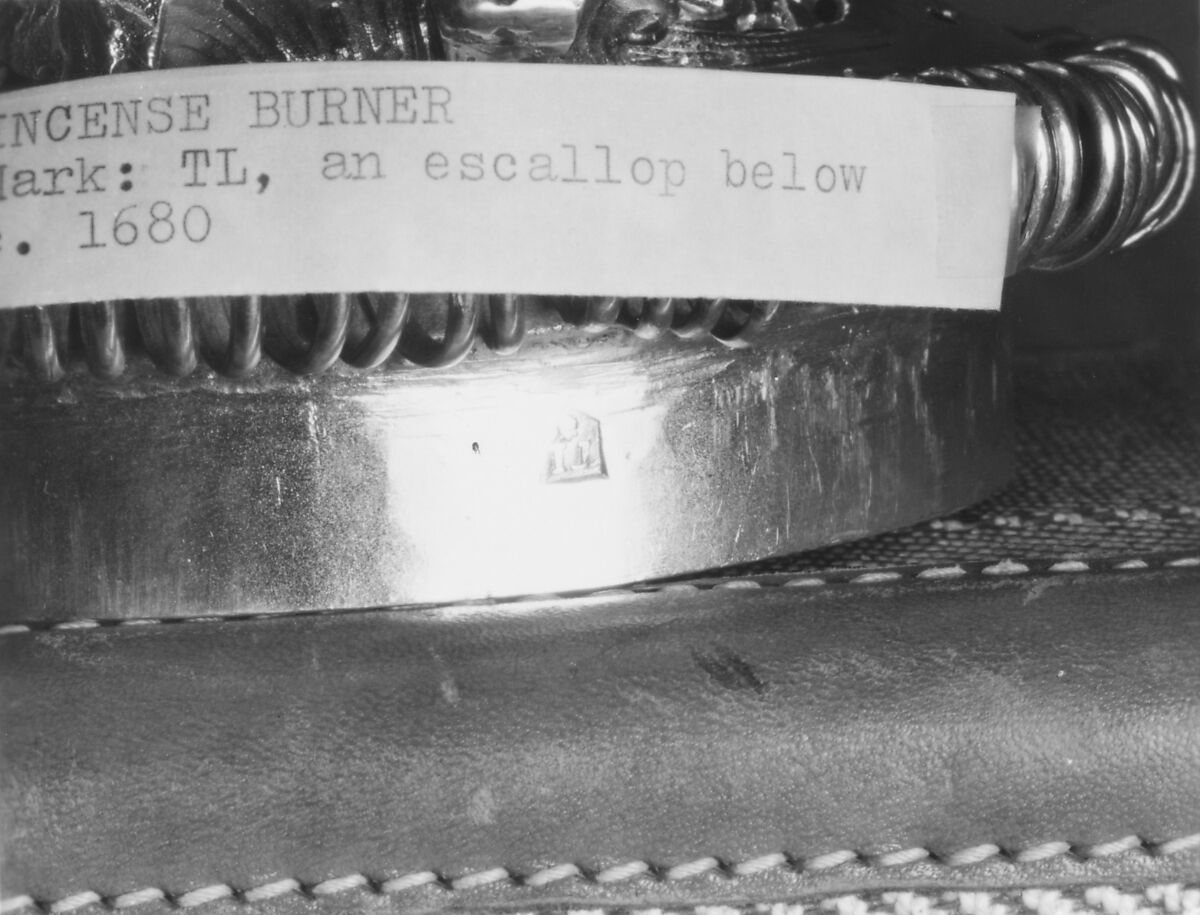 INCENSE BURNER
Mark: TL, an escallop below
c. 1680